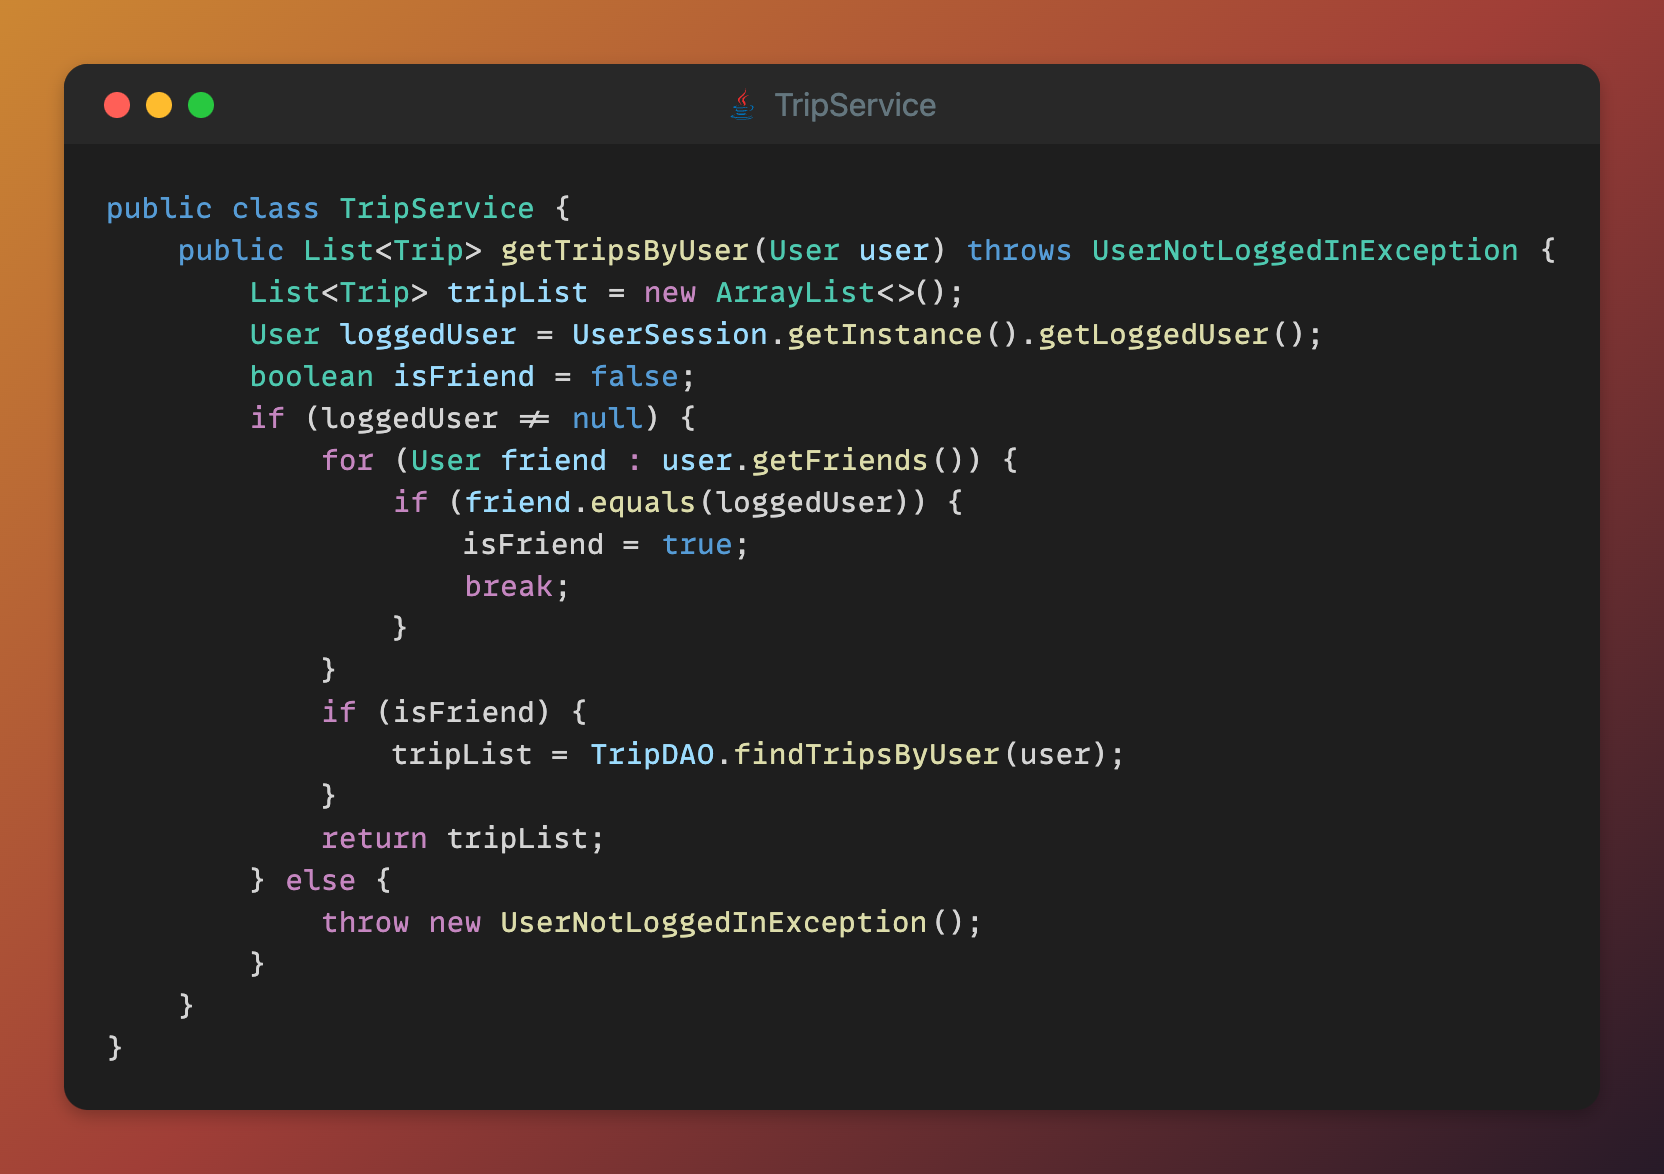 TripService
public class TripService {
    public List<Trip> getTripsByUser(User user) throws UserNotLoggedInException {
        List<Trip> tripList = new ArrayList<>();
        User loggedUser = UserSession.getInstance().getLoggedUser();
        boolean isFriend = false;
        if (loggedUser != null) {
            for (User friend : user.getFriends()) {
                if (friend.equals(loggedUser)) {
                    isFriend = true;
                    break;
                }
            }
            if (isFriend) {
                tripList = TripDAO.findTripsByUser(user);
            }
            return tripList;
        } else {
            throw new UserNotLoggedInException();
        }
    }
}